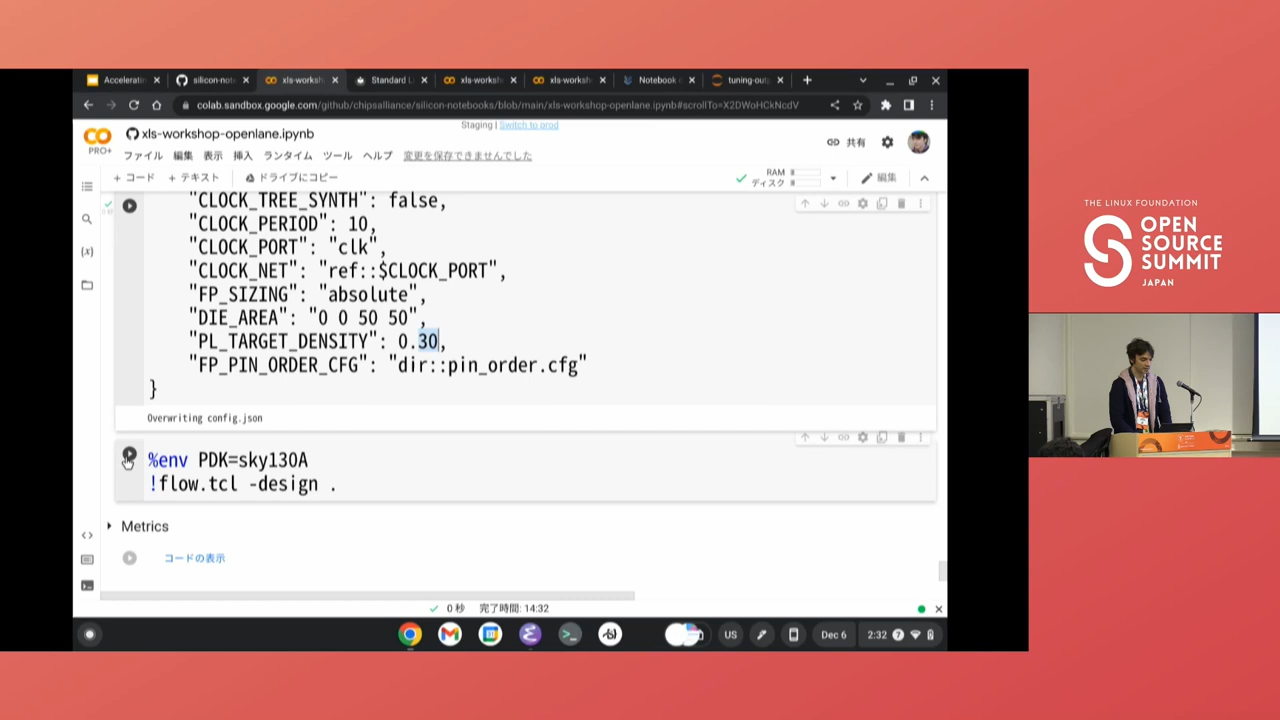 Acceleratin
silicon-not
xls-worksh
Standard L
xls-worksh
xls-worksh
Notebook
tuning-out
colab.sandbox.google.com/github/chipsalliance/silicon-notebooks/blob/main/xls-workshop-openlane.ipynb#scrollTo=X2DWoHCkNcdV
Staging | Switch to prod
PRO+
xls-workshop-openlane.ipynb
共有
ファイル 編集 表示 挿入 ランタイム ツール ヘルプ 変更を保存できませんでした
+ コード + テキスト ドライブにコピー
RAM
ディスク
編集
"CLOCK_TREE_SYNTH": false,
"CLOCK_PERIOD": 10,
"CLOCK_PORT": "clk",
"CLOCK_NET": "ref::$CLOCK_PORT",
"FP_SIZING": "absolute",
"DIE_AREA": "0 0 50 50",
"PL_TARGET_DENSITY": 0.30,
"FP_PIN_ORDER_CFG": "dir::pin_order.cfg"
}
Overwriting config.json
%env PDK=sky130A
!flow.tcl -design .
Metrics
コードの表示
0 秒 完了時間: 14:32
US
Dec 6
2:32
THE LINUX FOUNDATION
OPEN
SOURCE
SUMMIT
JAPAN